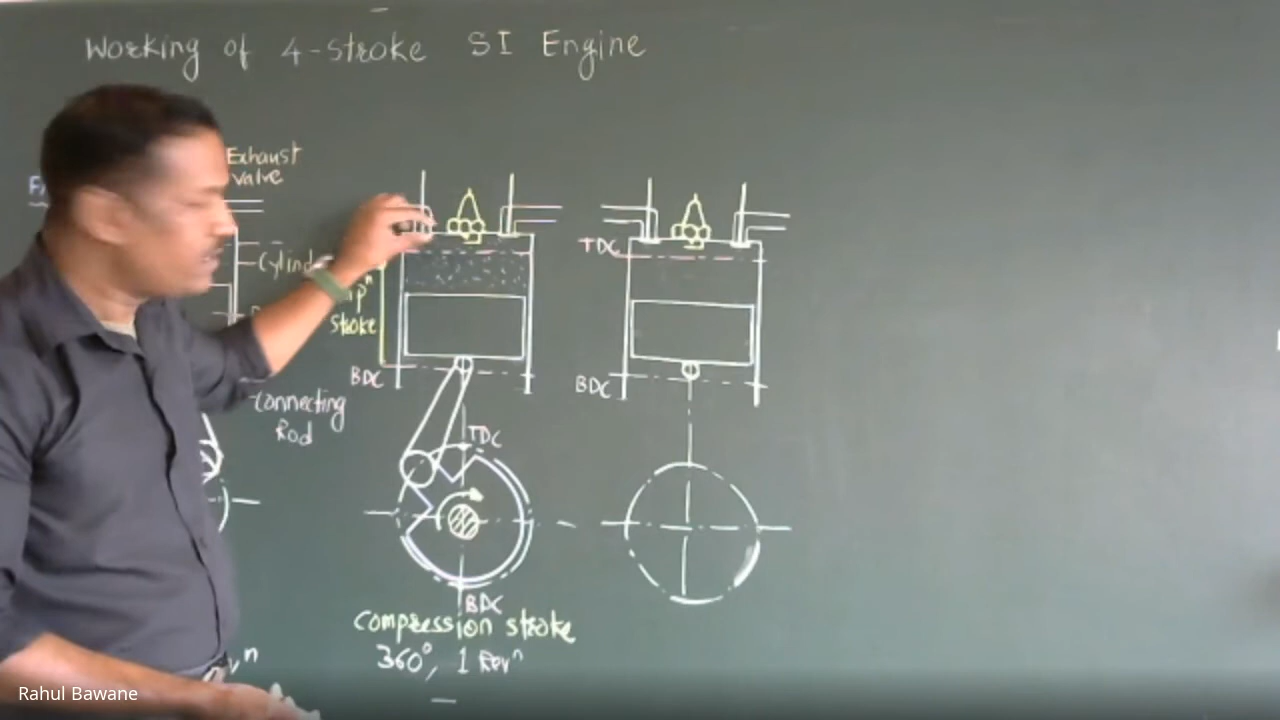 Working of 4-stroke SI Engine
Exhaust
valve
TDC
stroke
BDC
BDC
connecting
Rod
TDC
BDC
compression stroke
360°, 1 Revⁿ
Rahul Bawane